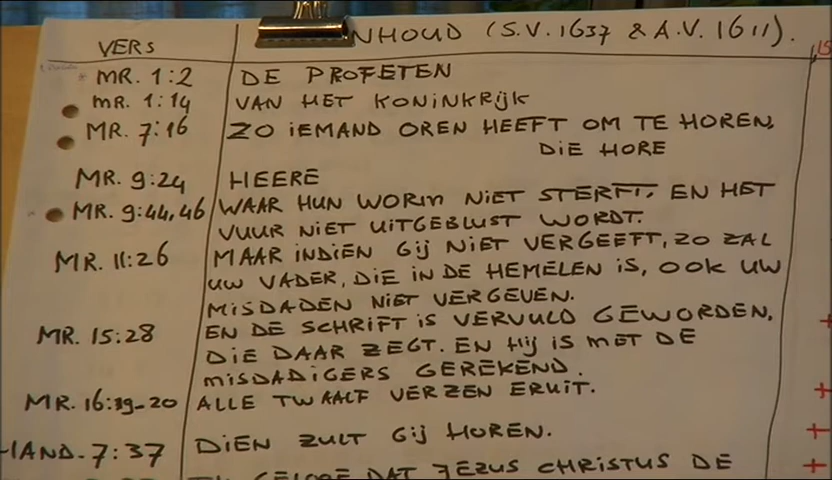 VERS NHOUD (S.V. 1637 & A.V. 1611).
MR. 1:2 DE PROFETEN
MR. 1:14 VAN HET KONINKRIJK
MR. 7:16 ZO IEMAND OREN HEEFT OM TE HOREN,
DIE HORE
MR. 9:24 HEERE
MR. 9:44,46 WAAR HUN WORM NIET STERFT, EN HET
VUUR NIET UITGEBLUST WORDT.
MR. 11:26 MAAR INDIEN GIJ NIET VERGEEFT, ZO ZAL
UW VADER, DIE IN DE HEMELEN IS, OOK UW
MISDADEN NIET VERGEVEN.
MR. 15:28 EN DE SCHRIFT IS VERVULD GEWORDEN,
DIE DAAR ZEGT. EN HIJ IS MET DE
MISDADIGERS GEREKEND.
MR. 16:19-20 ALLE TWAALF VERZEN ERUIT.
HAND. 7:37 DIEN ZULT GIJ HOREN.
DAT JEZUS CHRISTUS DE